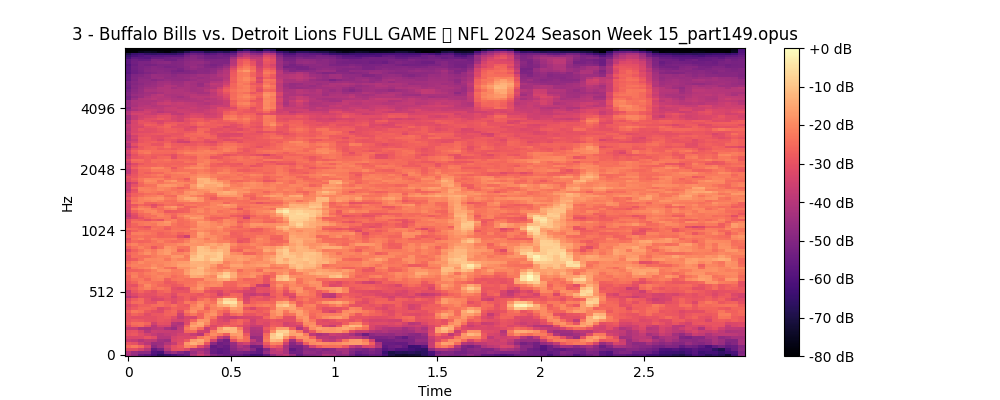 3 - Buffalo Bills vs. Detroit Lions FULL GAME ▯ NFL 2024 Season Week 15_part149.opus
+0 dB
-10 dB
-20 dB
-30 dB
-40 dB
-50 dB
-60 dB
-70 dB
-80 dB
4096
2048
1024
512
0
Hz
0
0.5
1
1.5
2
2.5
Time